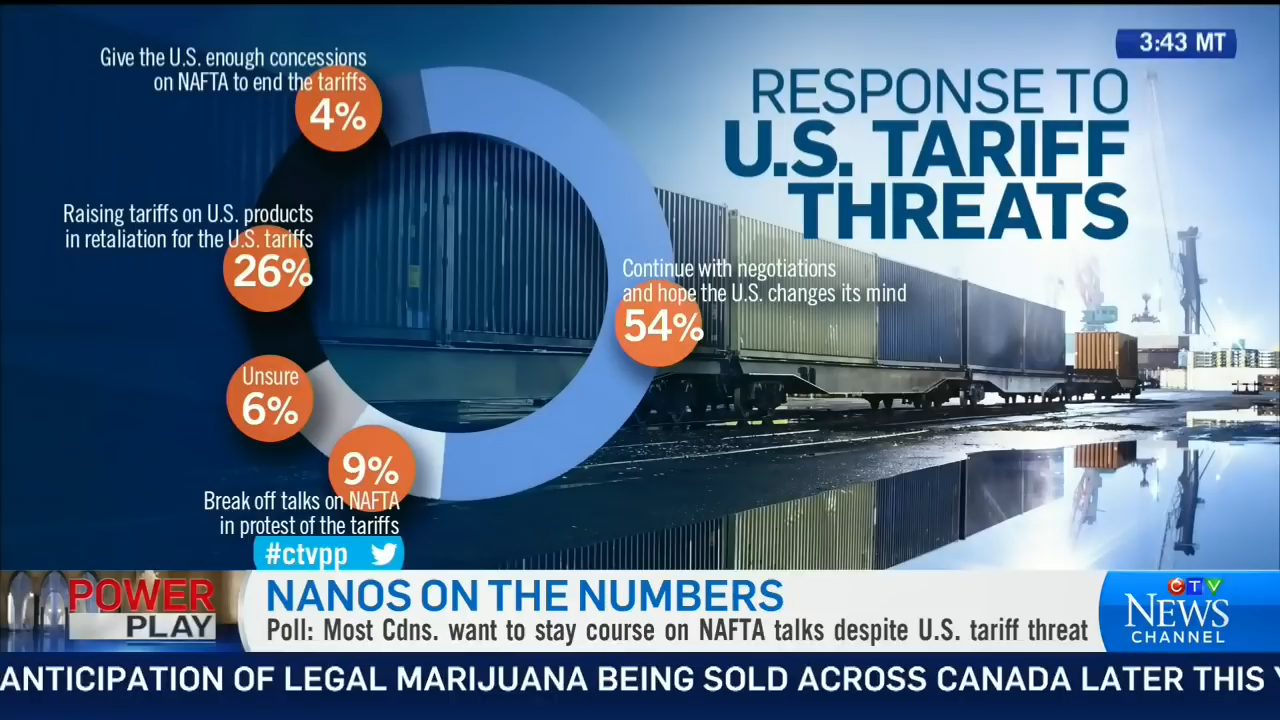 Give the U.S. enough concessions
on NAFTA to end the tariffs
4%
3:43 MT
RESPONSE TO
U.S. TARIFF
THREATS
Raising tariffs on U.S. products
in retaliation for the U.S. tariffs
26%
Continue with negotiations
and hope the U.S. changes its mind
54%
Unsure
6%
9%
Break off talks on NAFTA
in protest of the tariffs
#ctvpp
POWER
PLAY
NANOS ON THE NUMBERS
Poll: Most Cdns. want to stay course on NAFTA talks despite U.S. tariff threat
CTV
NEWS
CHANNEL
ANTICIPATION OF LEGAL MARIJUANA BEING SOLD ACROSS CANADA LATER THIS